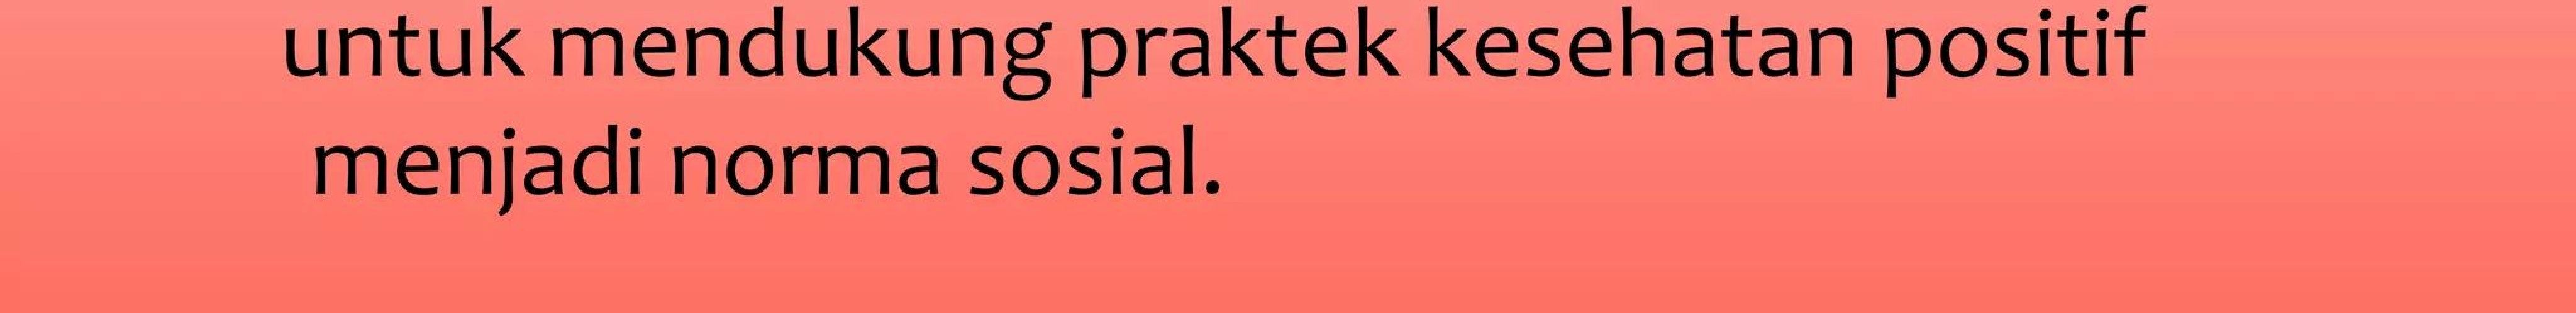 untuk mendukung praktek kesehatan positif
menjadi norma sosial.